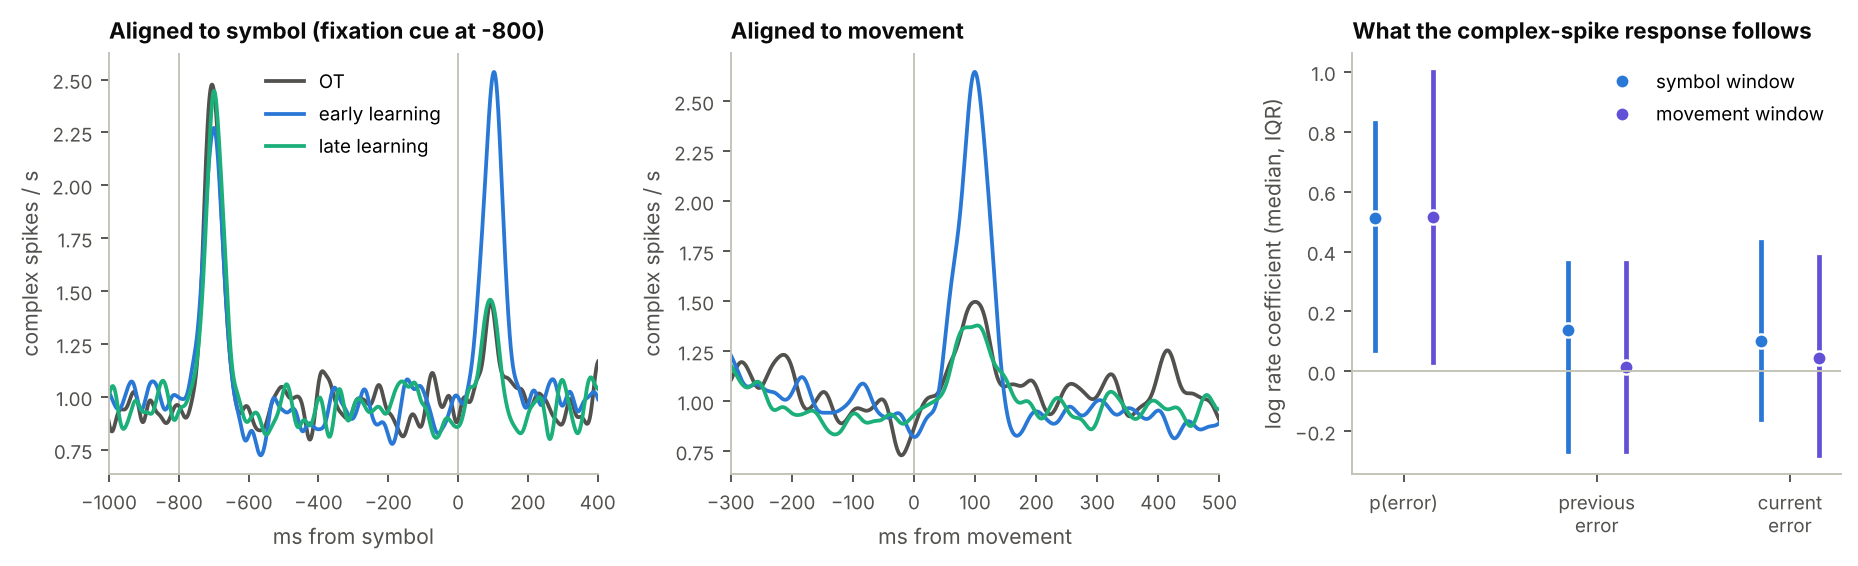 Aligned to symbol (fixation cue at -800)
complex spikes / s
2.50
2.25
2.00
1.75
1.50
1.25
1.00
0.75
OT
early learning
late learning
−1000 −800 −600 −400 −200 0 200 400
ms from symbol
Aligned to movement
complex spikes / s
2.50
2.25
2.00
1.75
1.50
1.25
1.00
0.75
−300 −200 −100 0 100 200 300 400 500
ms from movement
What the complex-spike response follows
log rate coefficient (median, IQR)
1.0
0.8
0.6
0.4
0.2
0.0
−0.2
symbol window
movement window
p(error)
previous
error
current
error